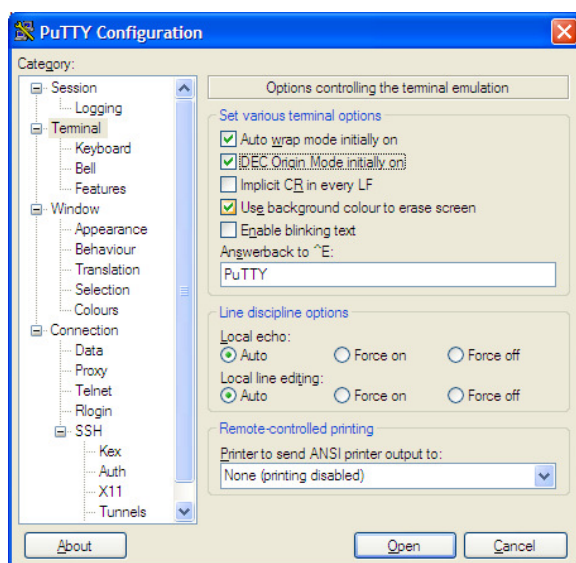 PuTTY Configuration
Category:
Session
Logging
Terminal
Keyboard
Bell
Features
Window
Appearance
Behaviour
Translation
Selection
Colours
Connection
Data
Proxy
Telnet
Rlogin
SSH
Kex
Auth
X11
Tunnels
Options controlling the terminal emulation
Set various terminal options
Auto wrap mode initially on
DEC Origin Mode initially on
Implicit CR in every LF
Use background colour to erase screen
Enable blinking text
Answerback to ^E:
PuTTY
Line discipline options
Local echo:
Auto Force on Force off
Local line editing:
Auto Force on Force off
Remote-controlled printing
Printer to send ANSI printer output to:
None (printing disabled)
About Open Cancel